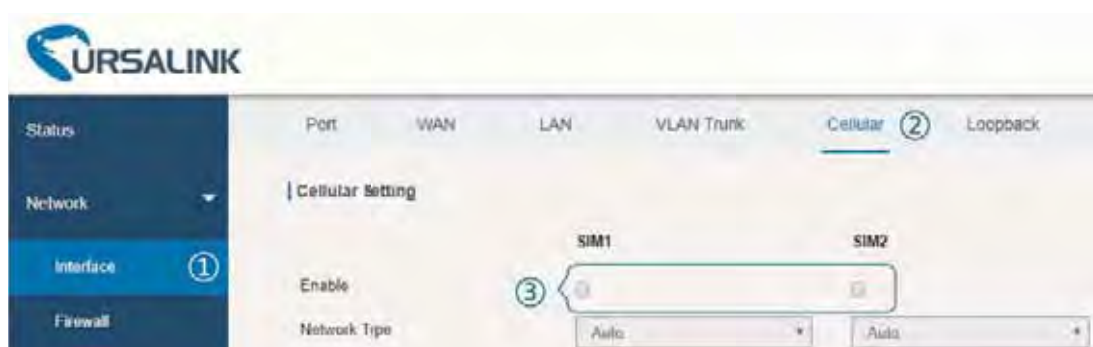 URSALINK
Status
Port WAN LAN VLAN Trunk Cellular ② Loopback
Network
Cellular Setting
SIM1 SIM2
Interface ①
Enable ③
Firewall
Network Type Auto Auto